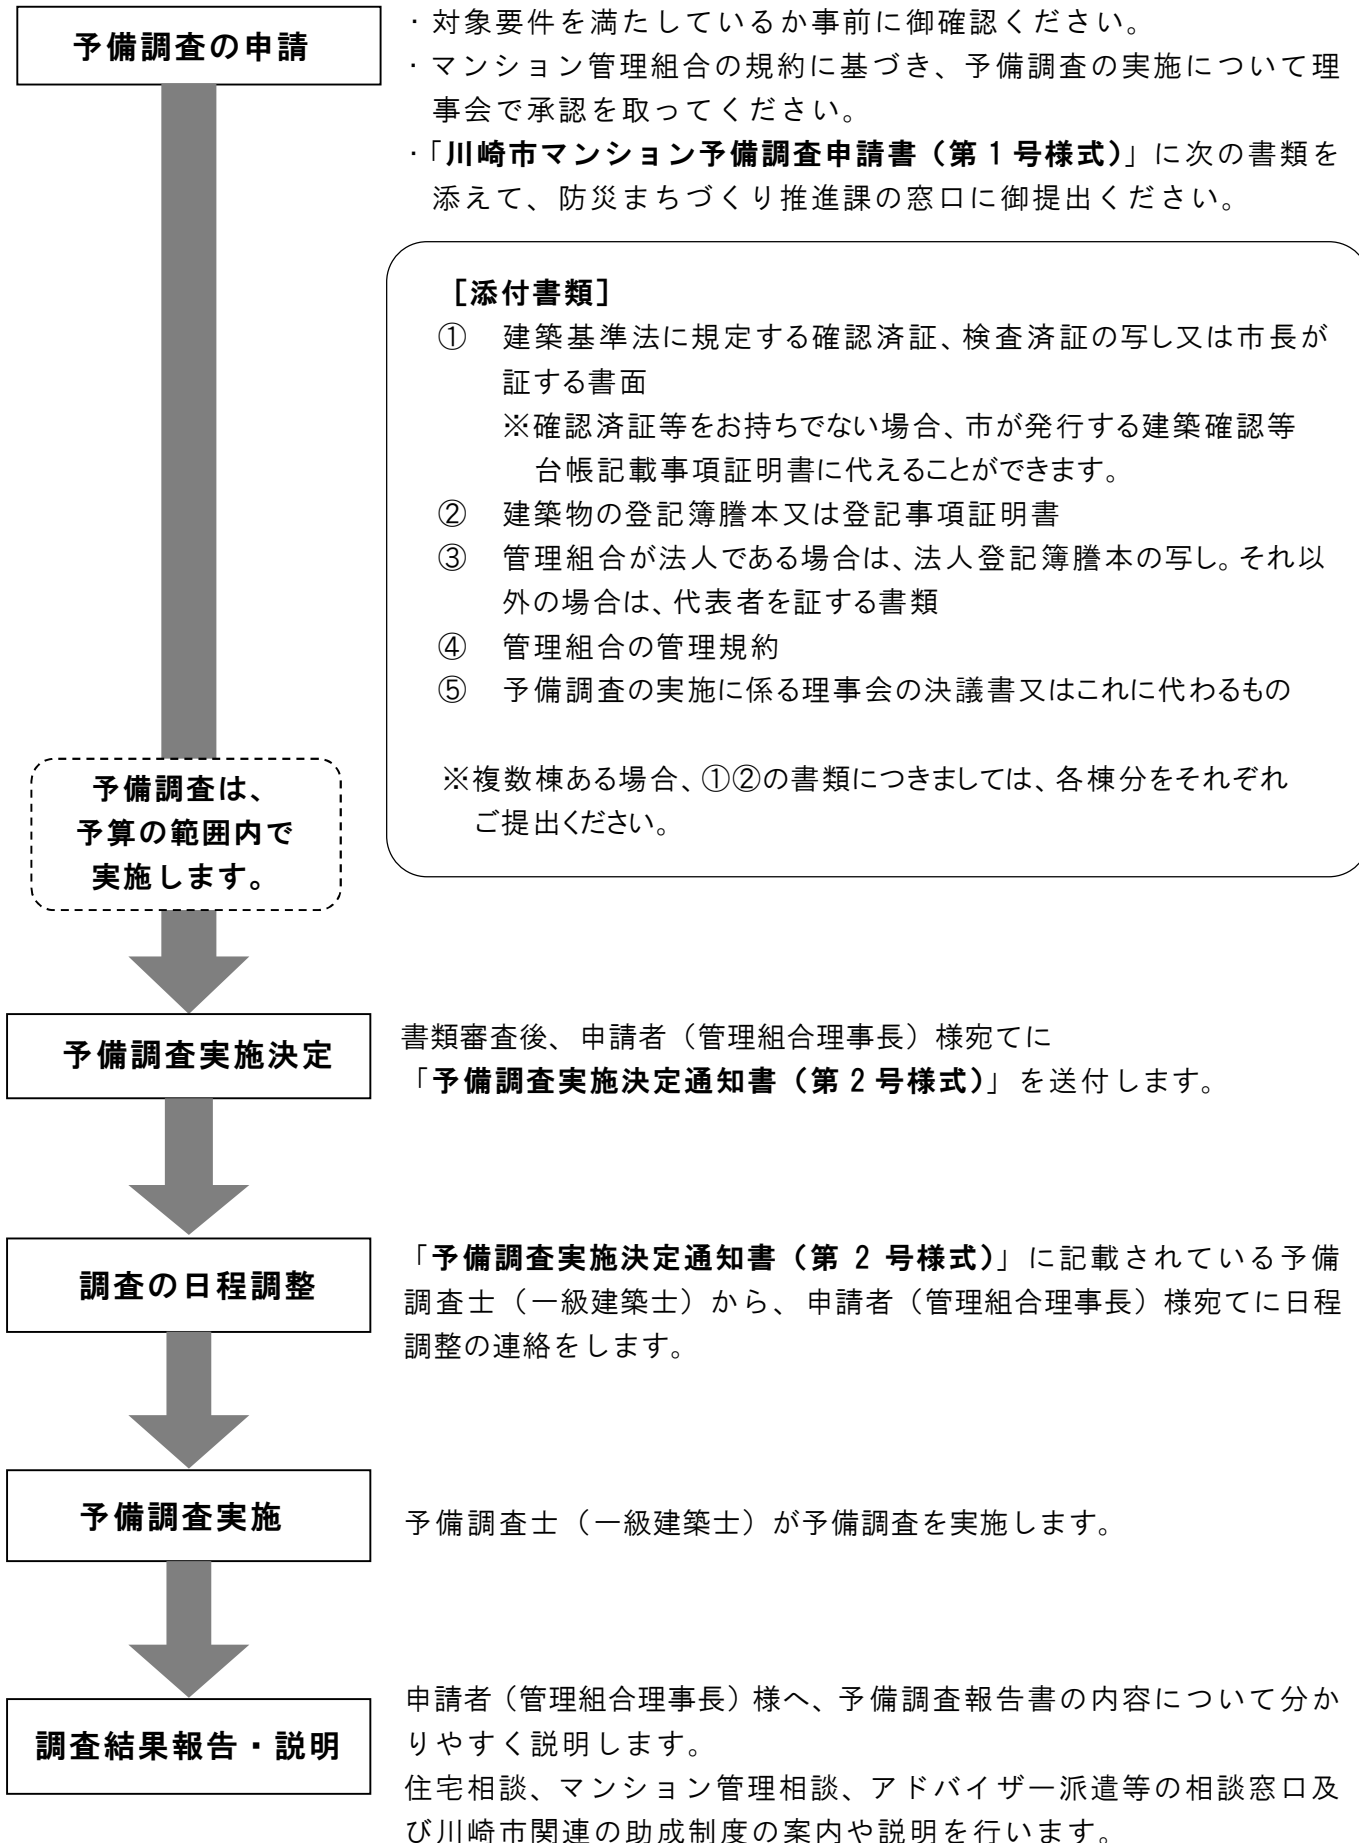 予備調査の申請
・対象要件を満たしているか事前に御確認ください。
・マンション管理組合の規約に基づき、予備調査の実施について理
事会で承認を取ってください。
・「川崎市マンション予備調査申請書（第１号様式）」に次の書類を
添えて、防災まちづくり推進課の窓口に御提出ください。
［添付書類］
① 建築基準法に規定する確認済証、検査済証の写し又は市長が
証する書面
※確認済証等をお持ちでない場合、市が発行する建築確認等
台帳記載事項証明書に代えることができます。
② 建築物の登記簿謄本又は登記事項証明書
③ 管理組合が法人である場合は、法人登記簿謄本の写し。それ以
外の場合は、代表者を証する書類
④ 管理組合の管理規約
⑤ 予備調査の実施に係る理事会の決議書又はこれに代わるもの
※複数棟ある場合、①②の書類につきましては、各棟分をそれぞれ
ご提出ください。
予備調査は、
予算の範囲内で
実施します。
予備調査実施決定
書類審査後、申請者（管理組合理事長）様宛てに
「予備調査実施決定通知書（第２号様式）」を送付します。
調査の日程調整
「予備調査実施決定通知書（第 2 号様式）」に記載されている予備
調査士（一級建築士）から、申請者（管理組合理事長）様宛てに日程
調整の連絡をします。
予備調査実施
予備調査士（一級建築士）が予備調査を実施します。
調査結果報告・説明
申請者（管理組合理事長）様へ、予備調査報告書の内容について分か
りやすく説明します。
住宅相談、マンション管理相談、アドバイザー派遣等の相談窓口及
び川崎市関連の助成制度の案内や説明を行います。